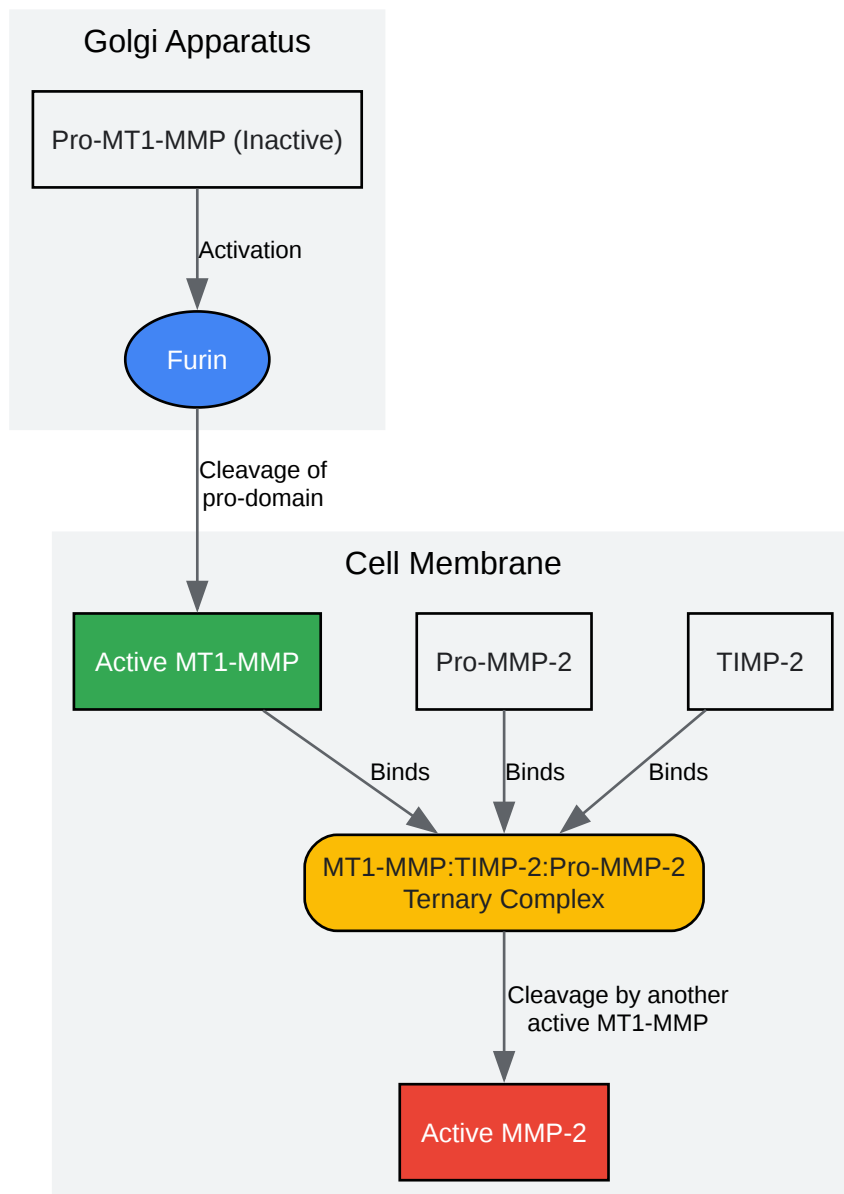 Golgi Apparatus
Pro-MT1-MMP (Inactive)
Activation
Furin
Cleavage of
pro-domain
Cell Membrane
Active MT1-MMP
Pro-MMP-2
TIMP-2
Binds
Binds
Binds
MT1-MMP:TIMP-2:Pro-MMP-2
Ternary Complex
Cleavage by another
active MT1-MMP
Active MMP-2